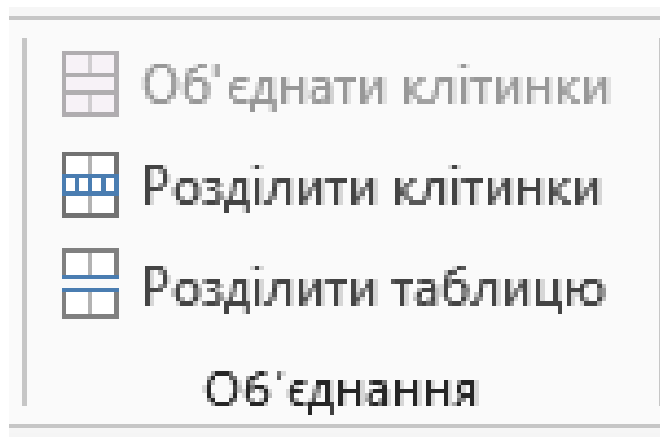 Об'єднати клітинки
Розділити клітинки
Розділити таблицю
Об'єднання